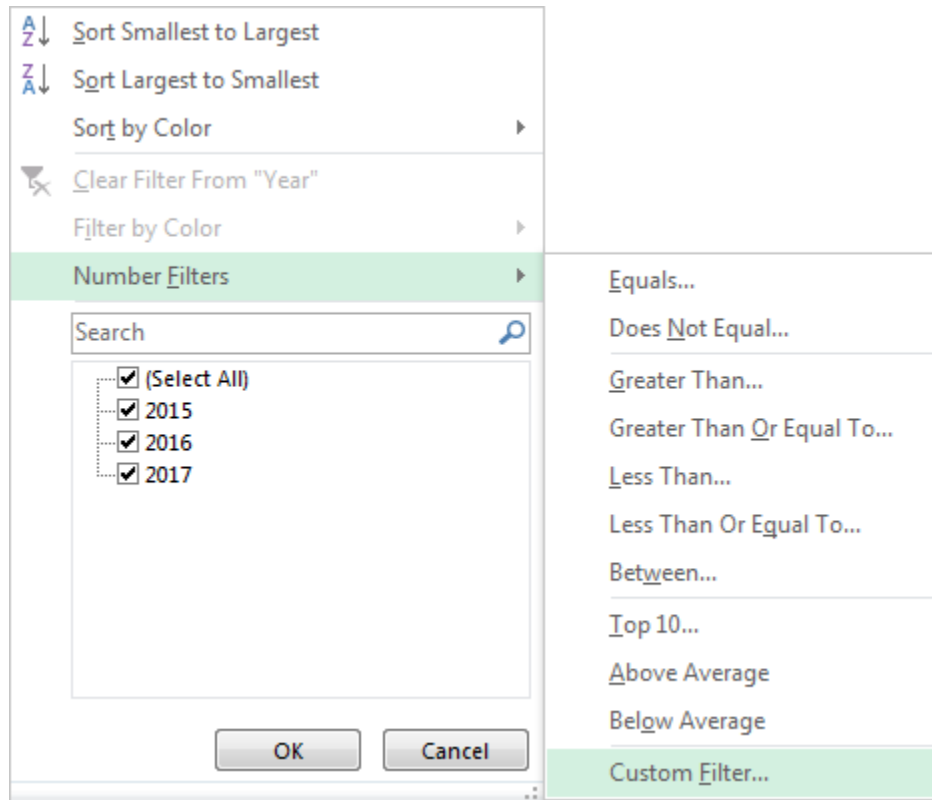 Sort Smallest to Largest
Sort Largest to Smallest
Sort by Color
Clear Filter From "Year"
Filter by Color
Number Filters
Search
(Select All)
2015
2016
2017
OK Cancel
Equals...
Does Not Equal...
Greater Than...
Greater Than Or Equal To...
Less Than...
Less Than Or Equal To...
Between...
Top 10...
Above Average
Below Average
Custom Filter...